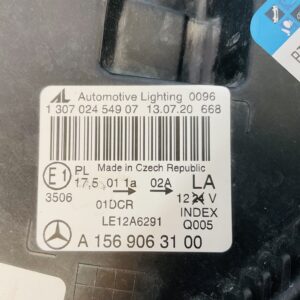 AL Automotive Lighting 0096
1 307 024 549 07 13.07.20 668
Made in Czech Republic
E1 PL
17,5 01 1a 02A LA
3506 12 24 V
01DCR INDEX
LE12A6291 Q005
A 156 906 31 00